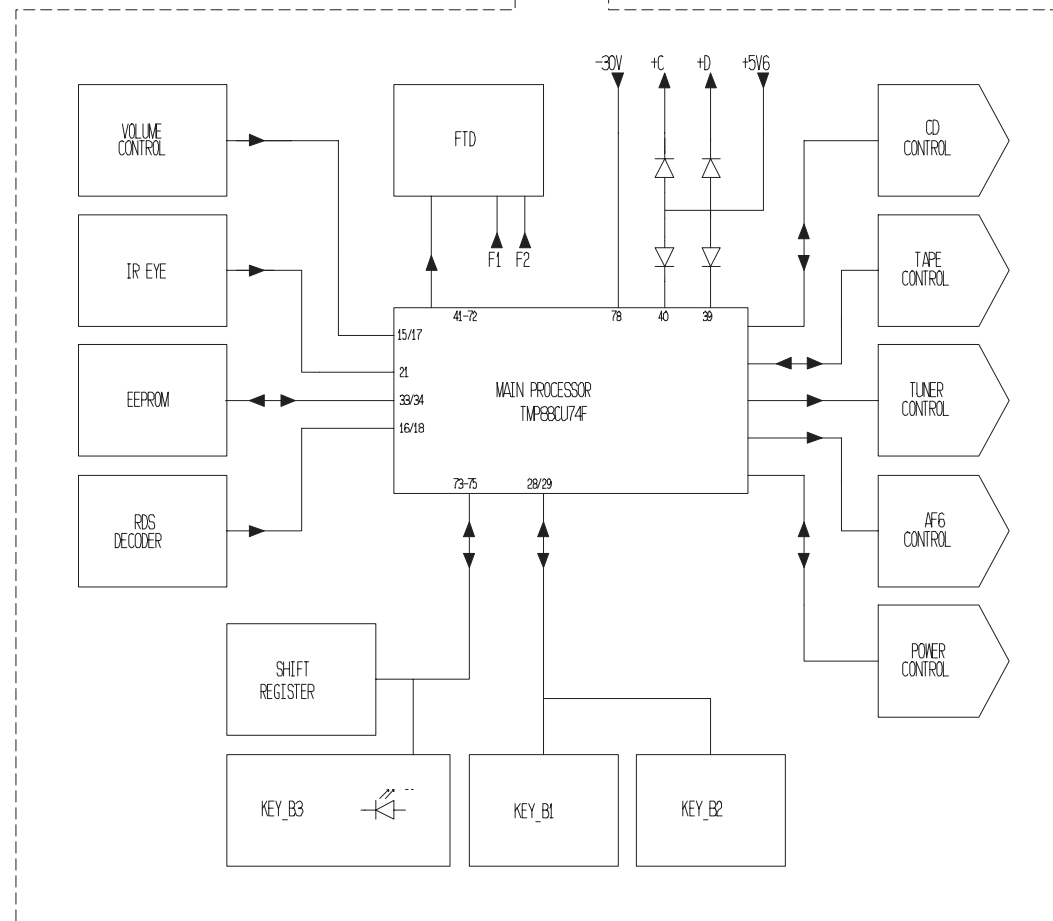 -30V +C +D +5V6
VOLUME
CONTROL
FTD
CD
CONTROL
IR EYE
F1 F2
TAPE
CONTROL
41-72 78 40 39
15/17
21
EEPROM
33/34
16/18
MAIN PROCESSOR
TMP88CU74F
TUNER
CONTROL
73-75 28/29
RDS
DECODER
AF6
CONTROL
SHIFT
REGISTER
POWER
CONTROL
KEY_B3
KEY_B1
KEY_B2